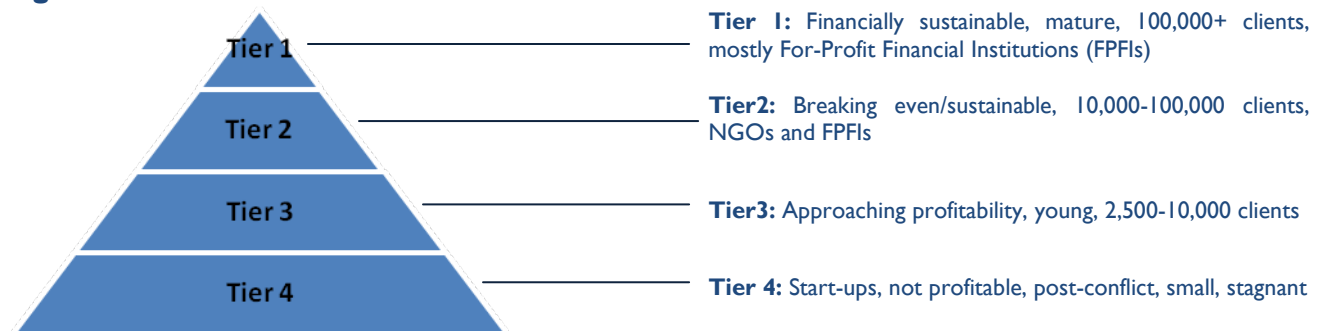 Tier 1
Tier 1: Financially sustainable, mature, 100,000+ clients,
mostly For-Profit Financial Institutions (FPFIs)
Tier 2
Tier2: Breaking even/sustainable, 10,000-100,000 clients,
NGOs and FPFIs
Tier 3
Tier3: Approaching profitability, young, 2,500-10,000 clients
Tier 4
Tier 4: Start-ups, not profitable, post-conflict, small, stagnant